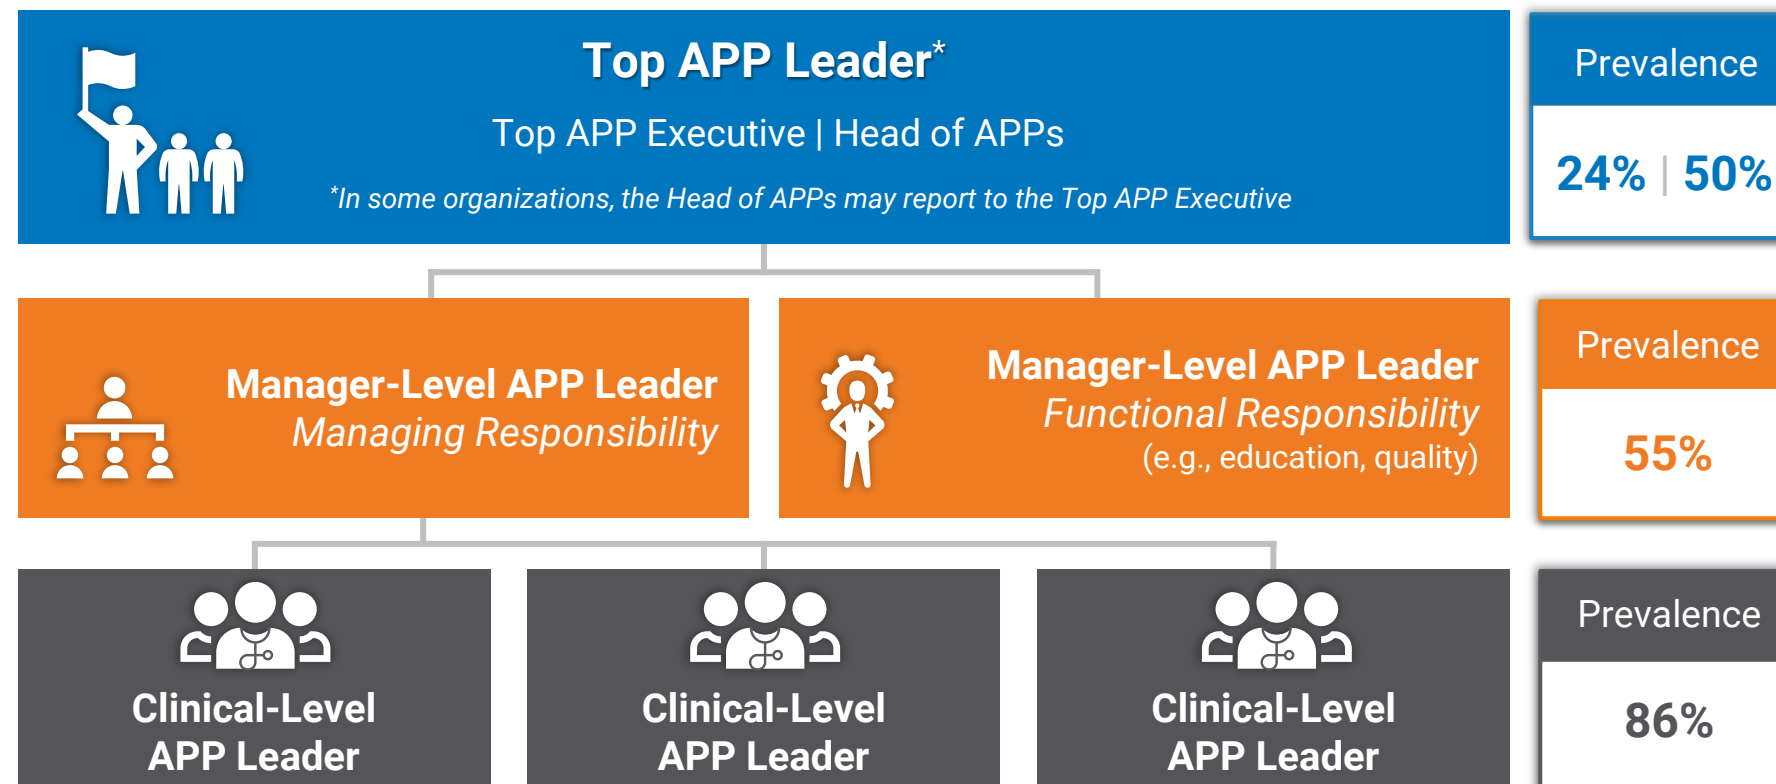 Top APP Leader*
Top APP Executive | Head of APPs
*In some organizations, the Head of APPs may report to the Top APP Executive
Prevalence
24% | 50%
Manager-Level APP Leader
Managing Responsibility
Manager-Level APP Leader
Functional Responsibility
(e.g., education, quality)
Prevalence
55%
Clinical-Level
APP Leader
Clinical-Level
APP Leader
Clinical-Level
APP Leader
Prevalence
86%